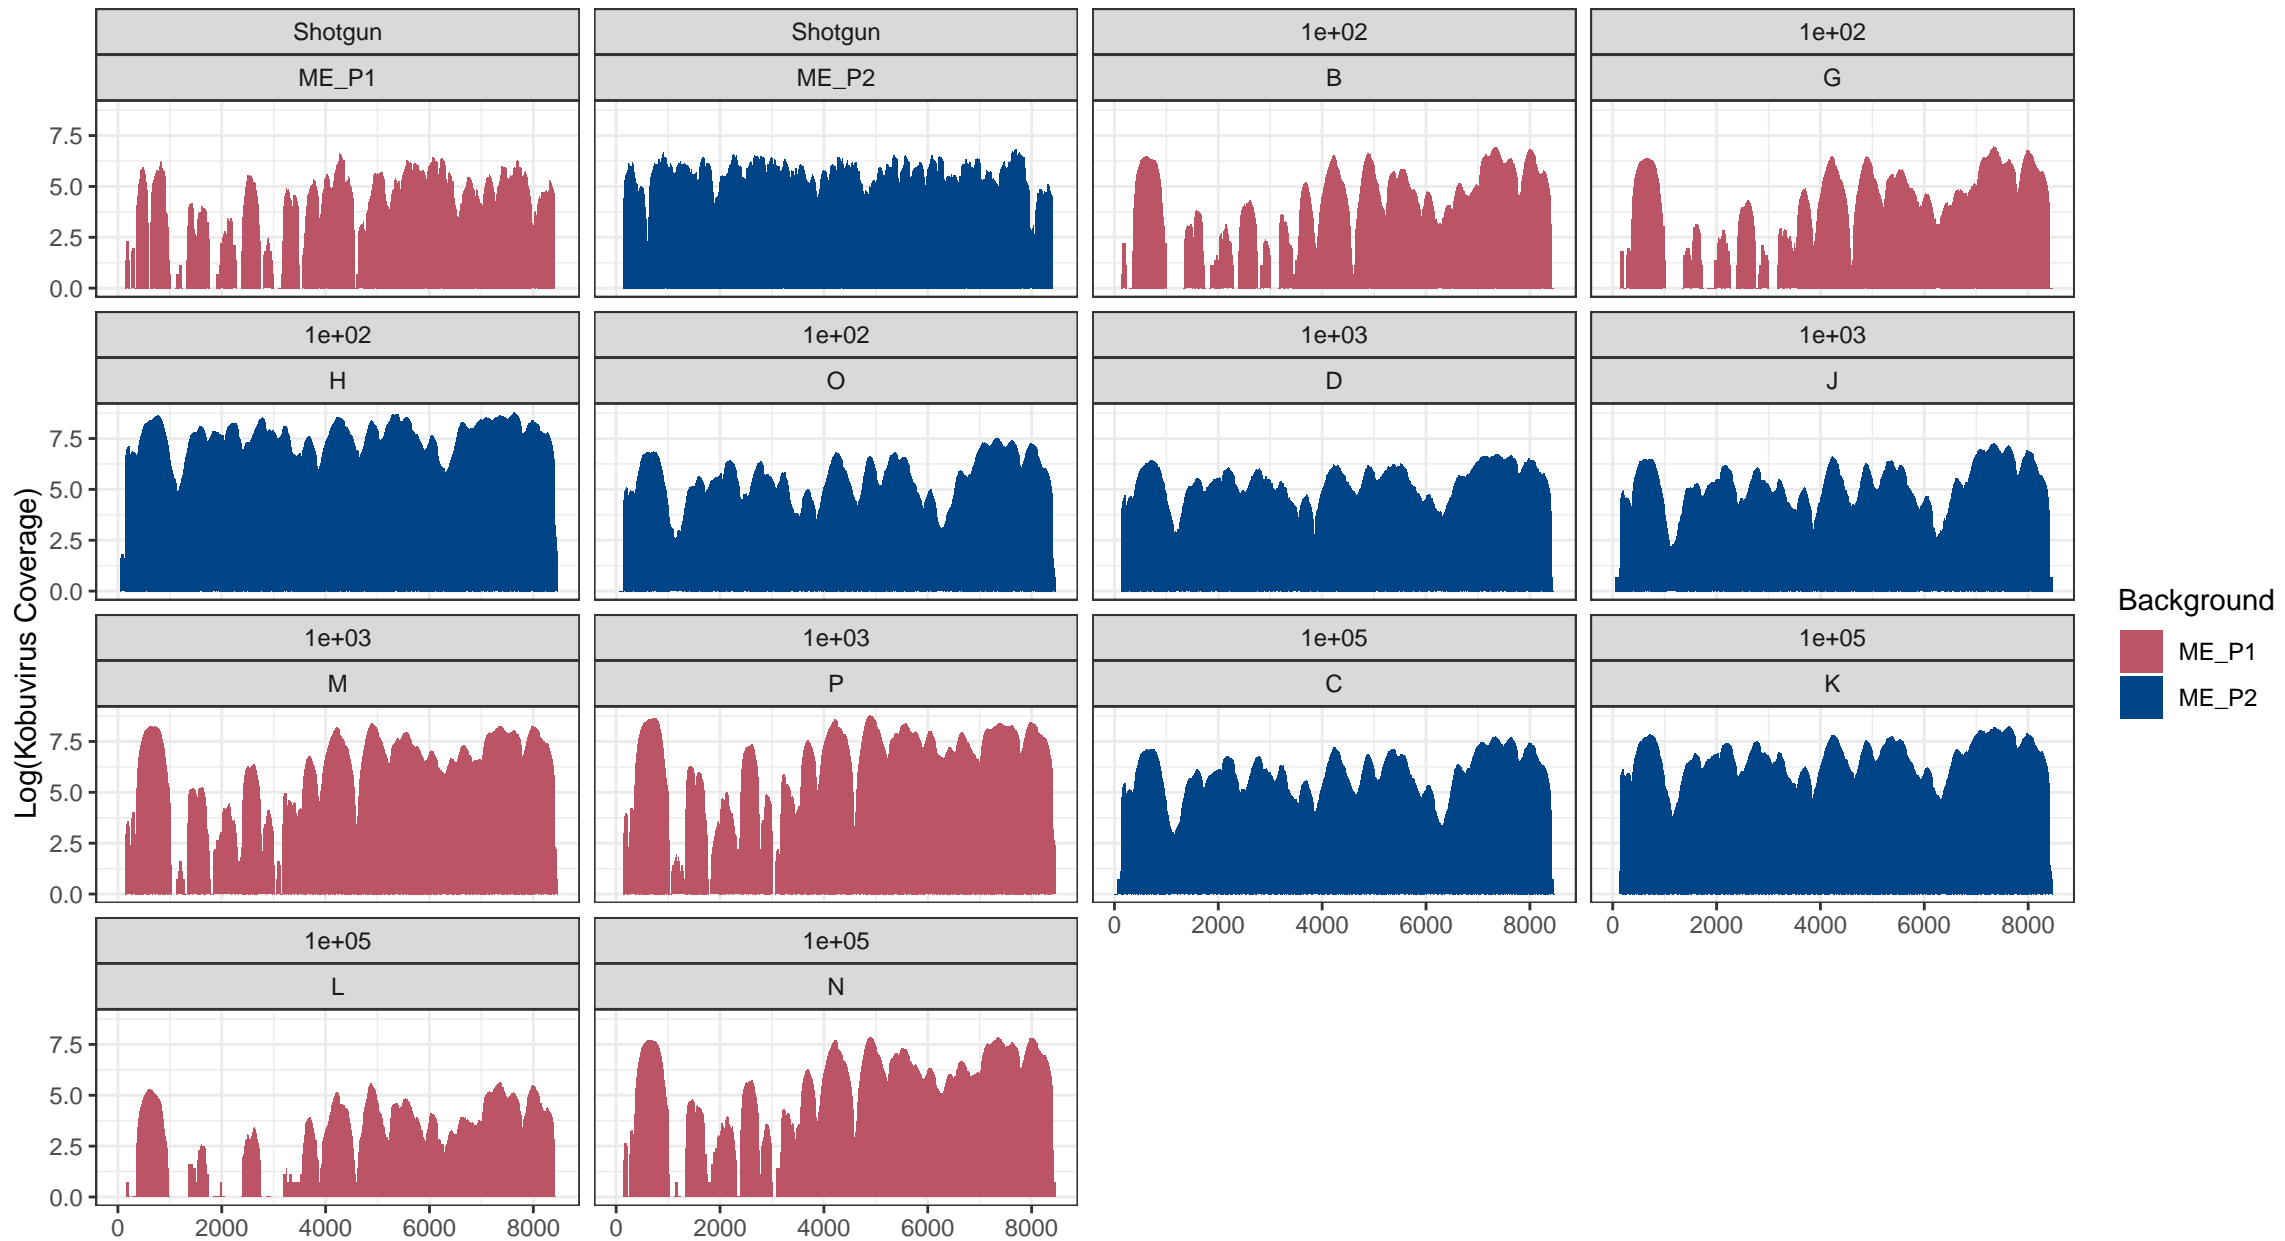 Shotgun Shotgun 1e+02 1e+02
ME_P1 ME_P2 B G
7.5
5.0
2.5
0.0
1e+02 1e+02 1e+03 1e+03
H O D J
7.5
5.0
2.5
0.0
Log(Kobuvirus Coverage)
Background
ME_P1
ME_P2
1e+03 1e+03 1e+05 1e+05
M P C K
7.5
5.0
2.5
0.0
0 2000 4000 6000 8000 0 2000 4000 6000 8000
1e+05 1e+05
L N
7.5
5.0
2.5
0.0
0 2000 4000 6000 8000 0 2000 4000 6000 8000